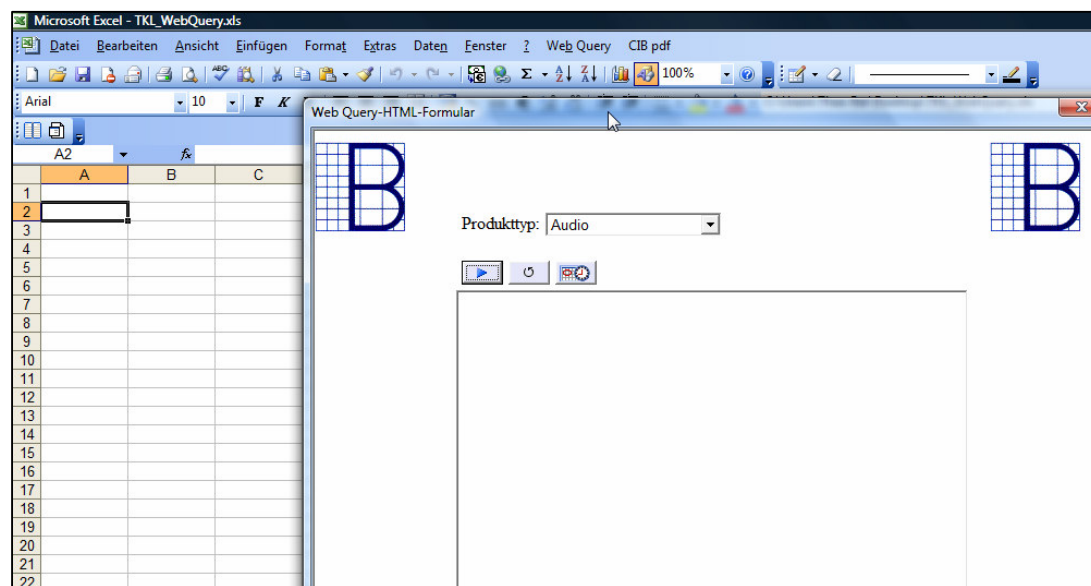 Microsoft Excel - TKL_WebQuery.xls
Datei Bearbeiten Ansicht Einfügen Format Extras Daten Fenster ? Web Query CIB pdf
100%
Arial 10 F K
Web Query-HTML-Formular
A2 fx
A B C
1
2
3
4
5
6
7
8
9
10
11
12
13
14
15
16
17
18
19
20
21
22
B B
Produkttyp: Audio